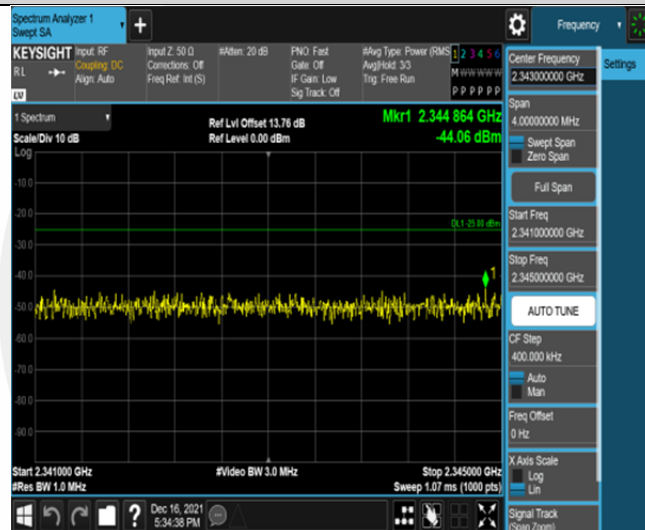 Spectrum Analyzer 1
Swept SA
+
Frequency
KEYSIGHT
RL
Input: RF
Coupling: DC
Align: Auto
Input Z: 50 Ω
Corrections: Off
Freq Ref: Int (S)
#Atten: 20 dB
PNO: Fast
Gate: Off
IF Gain: Low
Sig Track: Off
#Avg Type: Power (RMS
Avg|Hold: 3/3
Trig: Free Run
1 2 3 4 5 6
M W W W W W
P P P P P P
LXI
1 Spectrum
Scale/Div 10 dB
Log
Ref Lvl Offset 13.76 dB
Ref Level 0.00 dBm
Mkr1 2.344 864 GHz
-44.06 dBm
-10.0
-20.0
DL1 -25.00 dBm
-30.0
-40.0
1
-50.0
-60.0
-70.0
-80.0
-90.0
Start 2.341000 GHz
#Res BW 1.0 MHz
#Video BW 3.0 MHz
Stop 2.345000 GHz
Sweep 1.07 ms (1000 pts)
Dec 16, 2021
5:34:38 PM
?
Center Frequency
2.343000000 GHz
Settings
Span
4.00000000 MHz
Swept Span
Zero Span
Full Span
Start Freq
2.341000000 GHz
Stop Freq
2.345000000 GHz
AUTO TUNE
CF Step
400.000 kHz
Auto
Man
Freq Offset
0 Hz
X Axis Scale
Log
Lin
Signal Track
(Span Zoom)